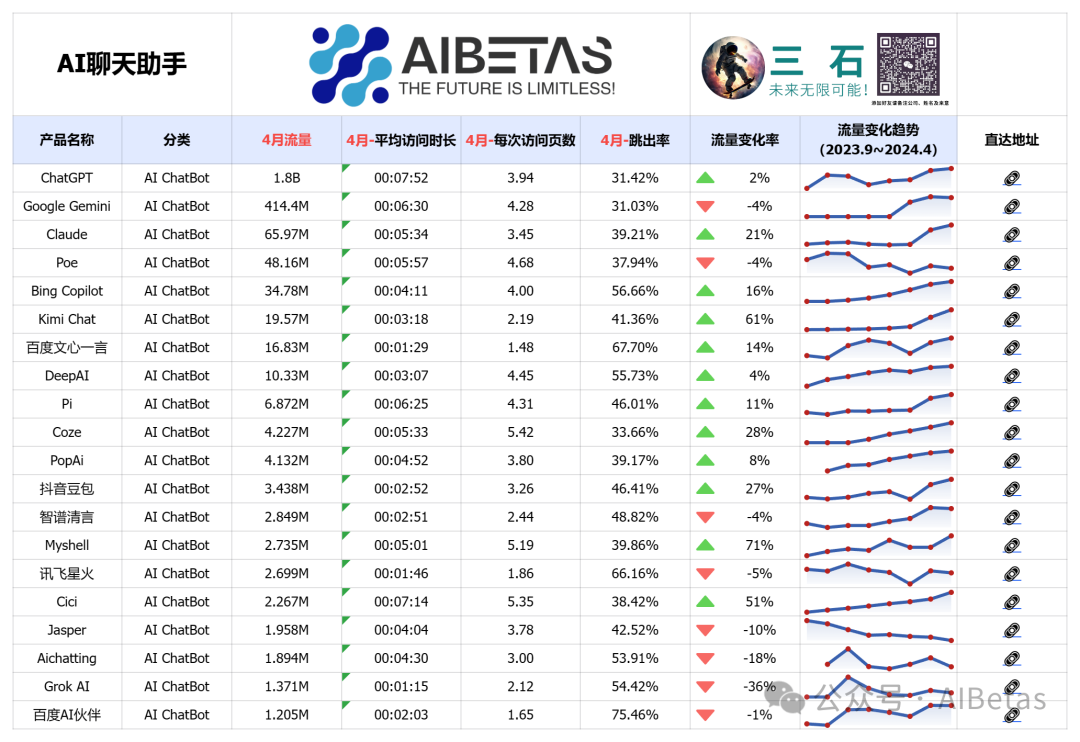 AI聊天助手
AIBETAS
THE FUTURE IS LIMITLESS!
三 石
未来无限可能!
添加好友请备注公司、姓名及来意
产品名称 分类 4月流量 4月-平均访问时长 4月-每次访问页数 4月-跳出率 流量变化率 流量变化趋势 直达地址
(2023.9~2024.4)
ChatGPT AI ChatBot 1.8B 00:07:52 3.94 31.42% 2%
Google Gemini AI ChatBot 414.4M 00:06:30 4.28 31.03% -4%
Claude AI ChatBot 65.97M 00:05:34 3.45 39.21% 21%
Poe AI ChatBot 48.16M 00:05:57 4.68 37.94% -4%
Bing Copilot AI ChatBot 34.78M 00:04:11 4.00 56.66% 16%
Kimi Chat AI ChatBot 19.57M 00:03:18 2.19 41.36% 61%
百度文心一言 AI ChatBot 16.83M 00:01:29 1.48 67.70% 14%
DeepAI AI ChatBot 10.33M 00:03:07 4.45 55.73% 4%
Pi AI ChatBot 6.872M 00:06:25 4.31 46.01% 11%
Coze AI ChatBot 4.227M 00:05:33 5.42 33.66% 28%
PopAi AI ChatBot 4.132M 00:04:52 3.80 39.17% 8%
抖音豆包 AI ChatBot 3.438M 00:02:52 3.26 46.41% 27%
智谱清言 AI ChatBot 2.849M 00:02:51 2.44 48.82% -4%
Myshell AI ChatBot 2.735M 00:05:01 5.19 39.86% 71%
讯飞星火 AI ChatBot 2.699M 00:01:46 1.86 66.16% -5%
Cici AI ChatBot 2.267M 00:07:14 5.35 38.42% 51%
Jasper AI ChatBot 1.958M 00:04:04 3.78 42.52% -10%
Aichatting AI ChatBot 1.894M 00:04:30 3.00 53.91% -18%
Grok AI AI ChatBot 1.371M 00:01:15 2.12 54.42% -36%
公众号 · AIBetas
百度AI伙伴 AI ChatBot 1.205M 00:02:03 1.65 75.46% -1%